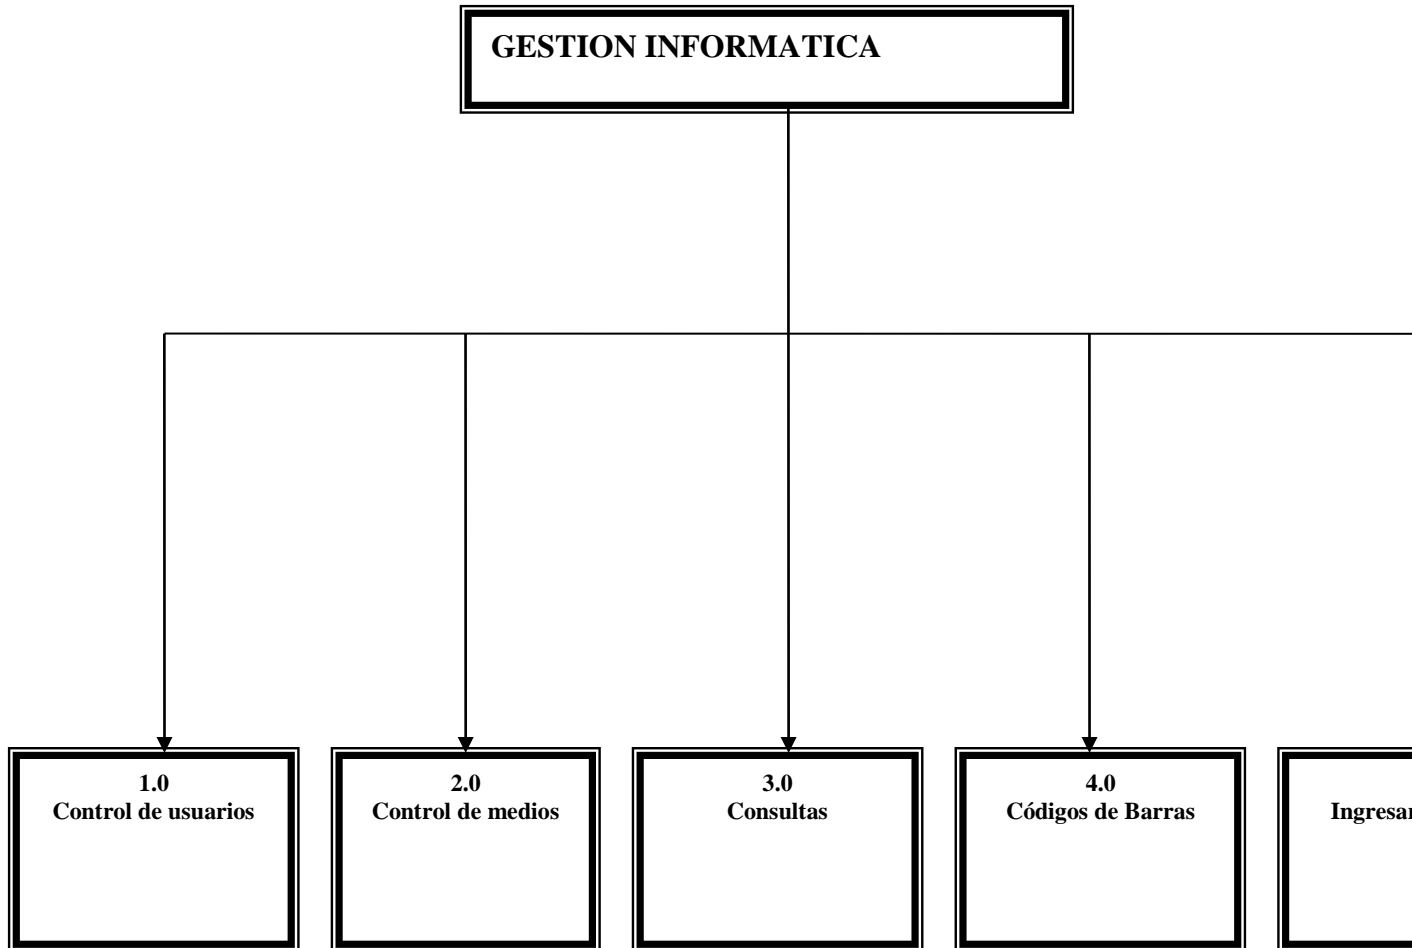 GESTION INFORMATICA
1.0
Control de usuarios
2.0
Control de medios
3.0
Consultas
4.0
Códigos de Barras
Ingresar